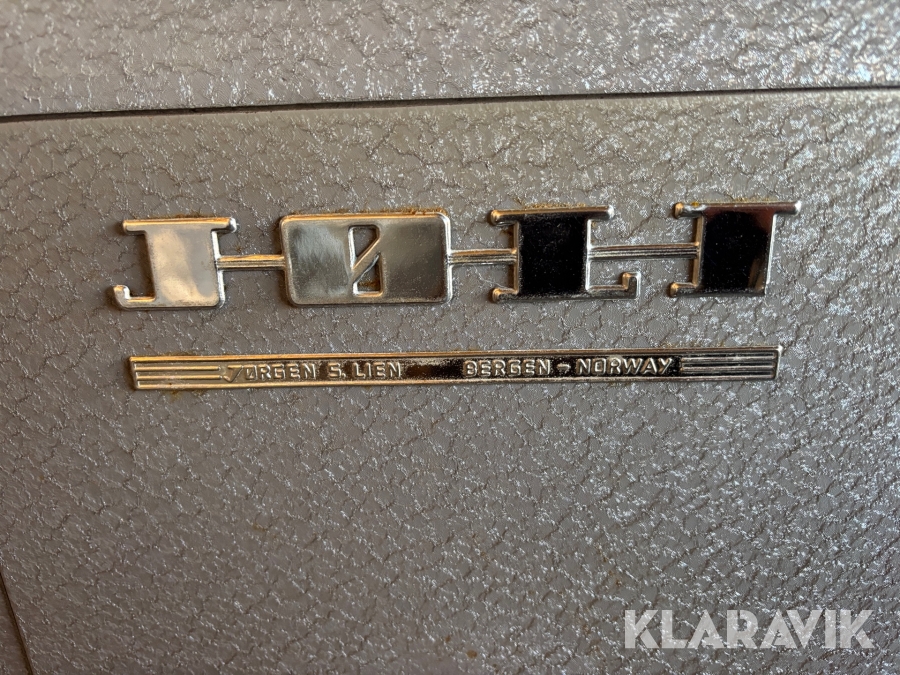 JØLI
JØRGEN S. LIEN BERGEN - NORWAY
KLARAVIK